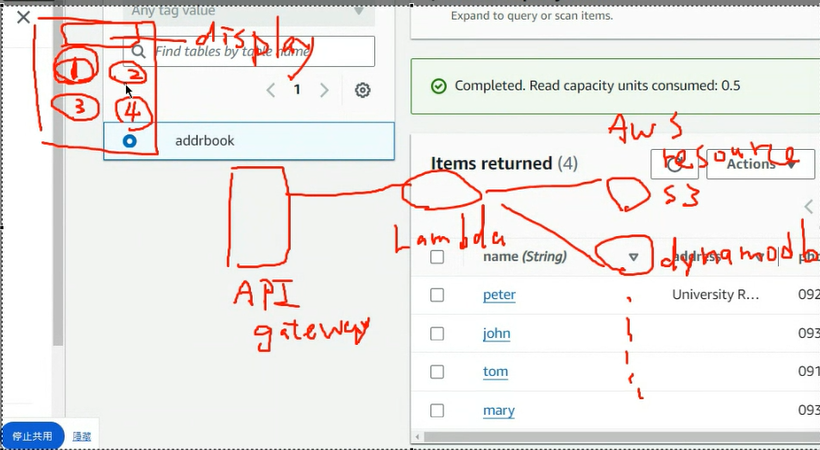 Any tag value
Find tables by table name
1
addrbook
Expand to query or scan items.
Completed. Read capacity units consumed: 0.5
Items returned (4)
Actions
name (String)
peter
University R...
092
john
093
tom
091
mary
093
停止共用
隱藏
display
1
2
3
4
API
gateway
Lambda
AWS
resource
S3
dynamodb